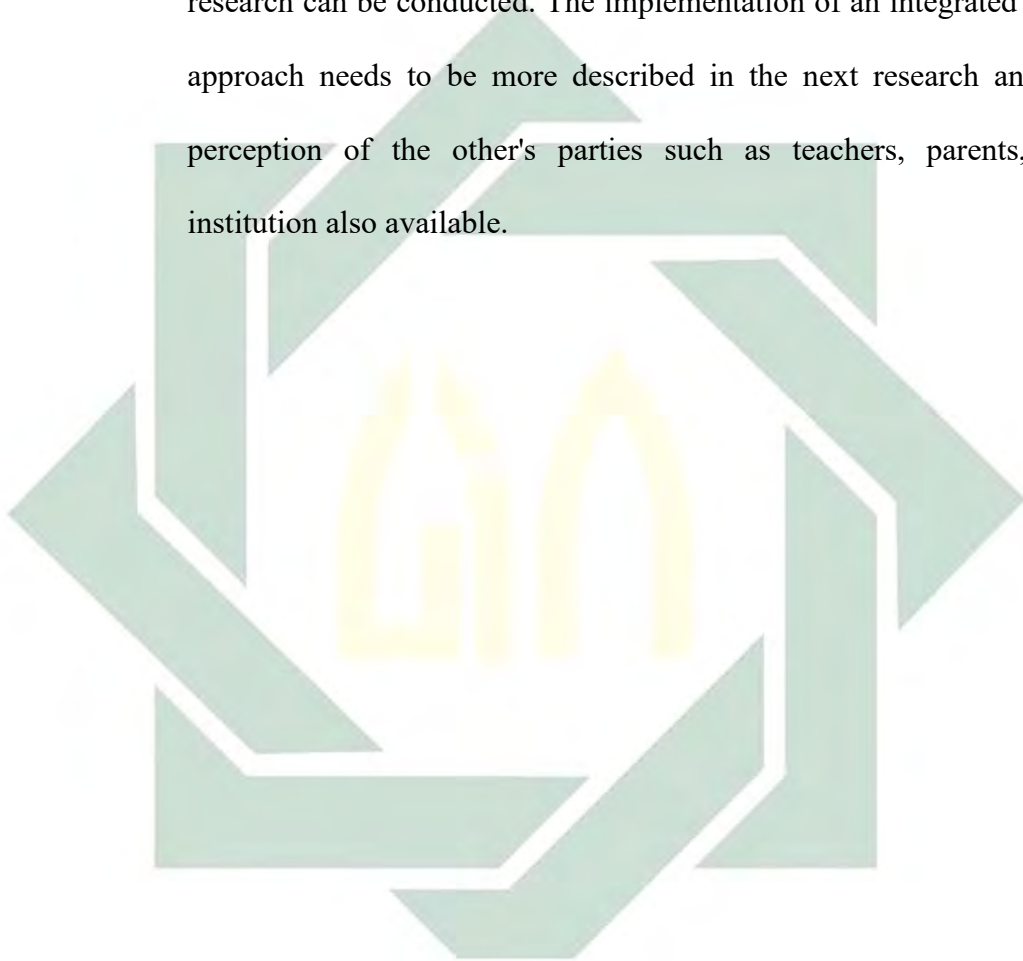 research can be conducted. The implementation of an integrated
approach needs to be more described in the next research an
perception of the other's parties such as teachers, parents,
institution also available.